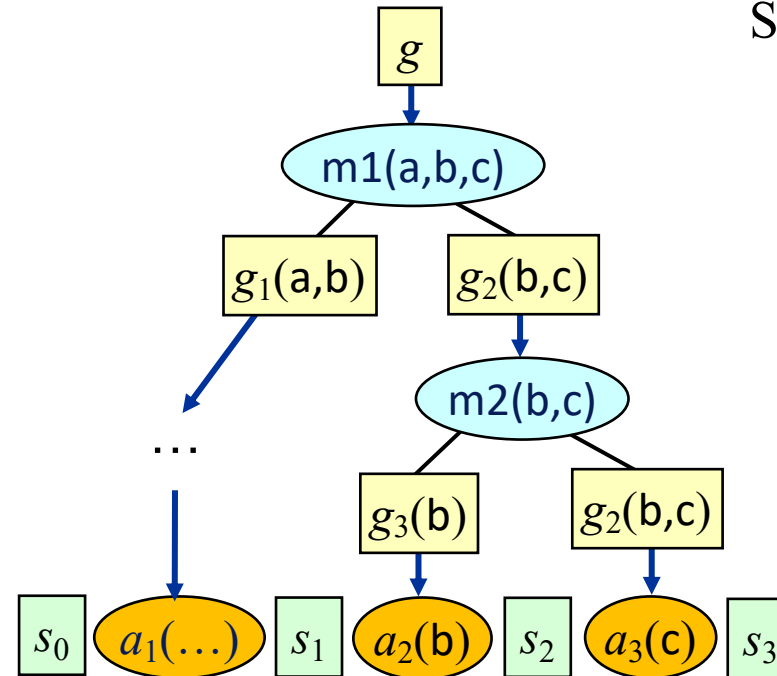 S
g
m1(a,b,c)
g₁(a,b) g₂(b,c)
m2(b,c)
…
g₃(b) g₂(b,c)
s₀ a₁(…) s₁ a₂(b) s₂ a₃(c) s₃